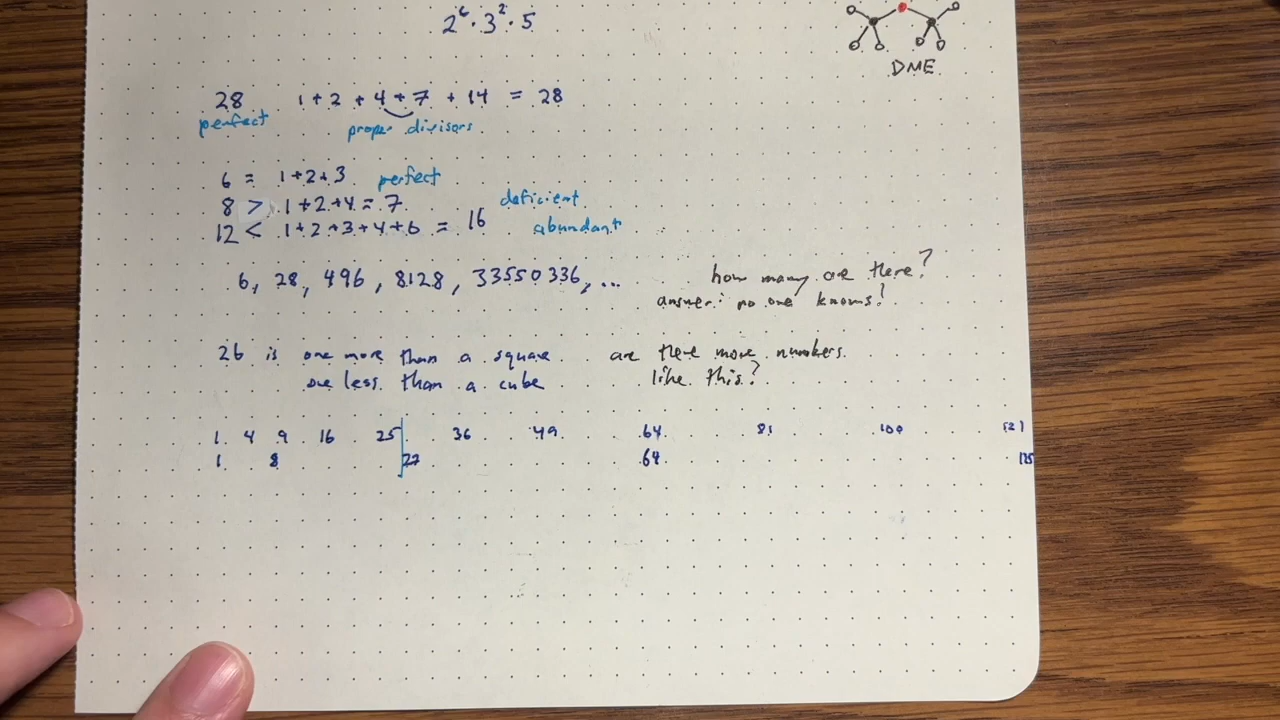 2⁶·3²·5
DME
28 1+2+4+7+14 = 28
perfect proper divisors
6 = 1+2+3 perfect
8 > 1+2+4=7 deficient
12 < 1+2+3+4+6 = 16 abundant
6, 28, 496, 8128, 33550336, ...
how many are there?
answer: no one knows!
26 is one more than a square
one less than a cube
are there more numbers
like this?
1 4 9 16 25 36 49 64 81 100 121
1 8 27 64 125